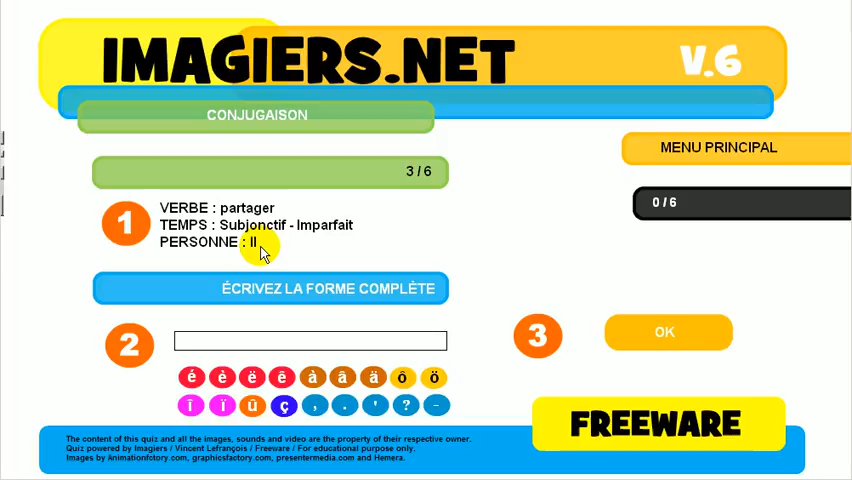 IMAGIERS.NET
V.6
CONJUGAISON
MENU PRINCIPAL
3 / 6
0 / 6
1
VERBE : partager
TEMPS : Subjonctif - Imparfait
PERSONNE : Il
ÉCRIVEZ LA FORME COMPLÈTE
2
3
OK
é è ë ê à â ä ô ö
î ï û ç , . ' ? -
FREEWARE
The content of this quiz and all the images, sounds and video are the property of their respective owner.
Quiz powered by Imagiers / Vincent Lefrançois / Freeware / For educational purpose only.
Images by Animationfctory.com, graphicsfactory.com, presentermedia.com and Hemera.